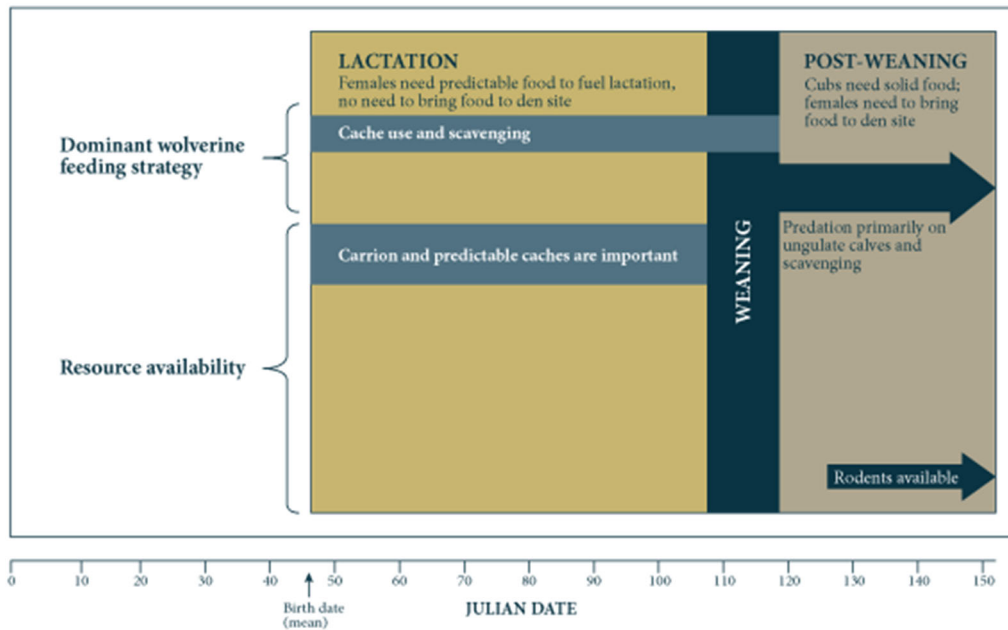 LACTATION
Females need predictable food to fuel lactation,
no need to bring food to den site
POST-WEANING
Cubs need solid food;
females need to bring
food to den site
Dominant wolverine
feeding strategy
Cache use and scavenging
Predation primarily on
ungulate calves and
scavenging
WEANING
Carrion and predictable caches are important
Resource availability
Rodents available
0 10 20 30 40 50 60 70 80 90 100 110 120 130 140 150
Birth date
(mean)
JULIAN DATE